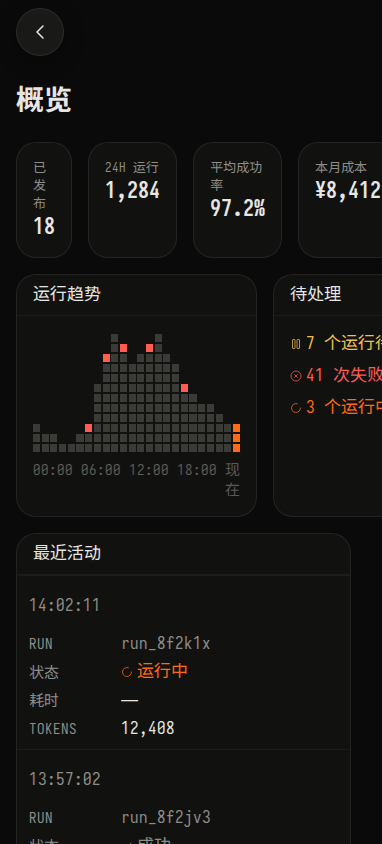 概览
已
发
布
18
24H 运行
1,284
平均成功
率
97.2%
本月成本
¥8,412
运行趋势
00:00 06:00 12:00 18:00 现
在
待处理
7 个运行
41 次失败
3 个运行中
最近活动
14:02:11
RUN run_8f2k1x
状态 运行中
耗时 —
TOKENS 12,408
13:57:02
RUN run_8f2jv3
状态 成功